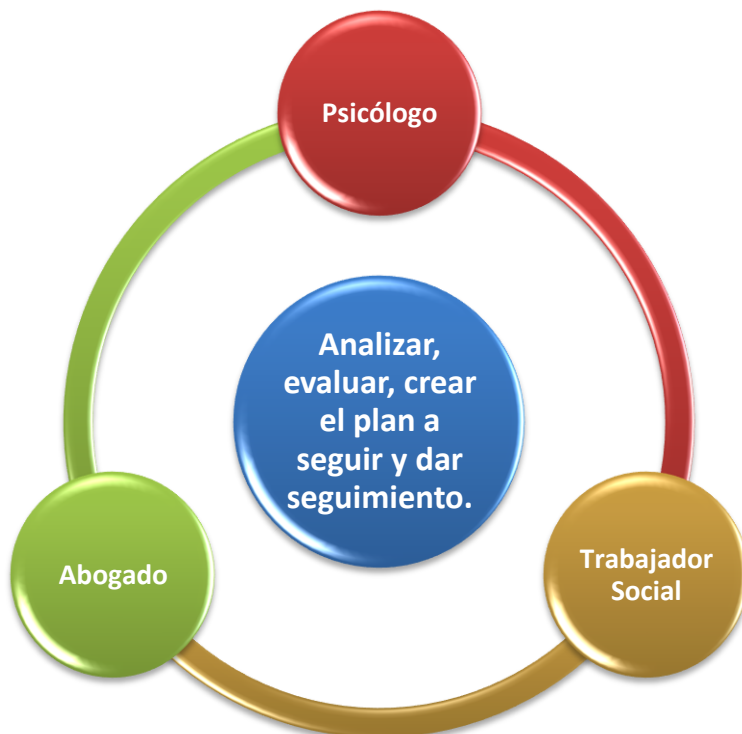 Psicólogo
Analizar,
evaluar, crear
el plan a
seguir y dar
seguimiento.
Abogado
Trabajador
Social